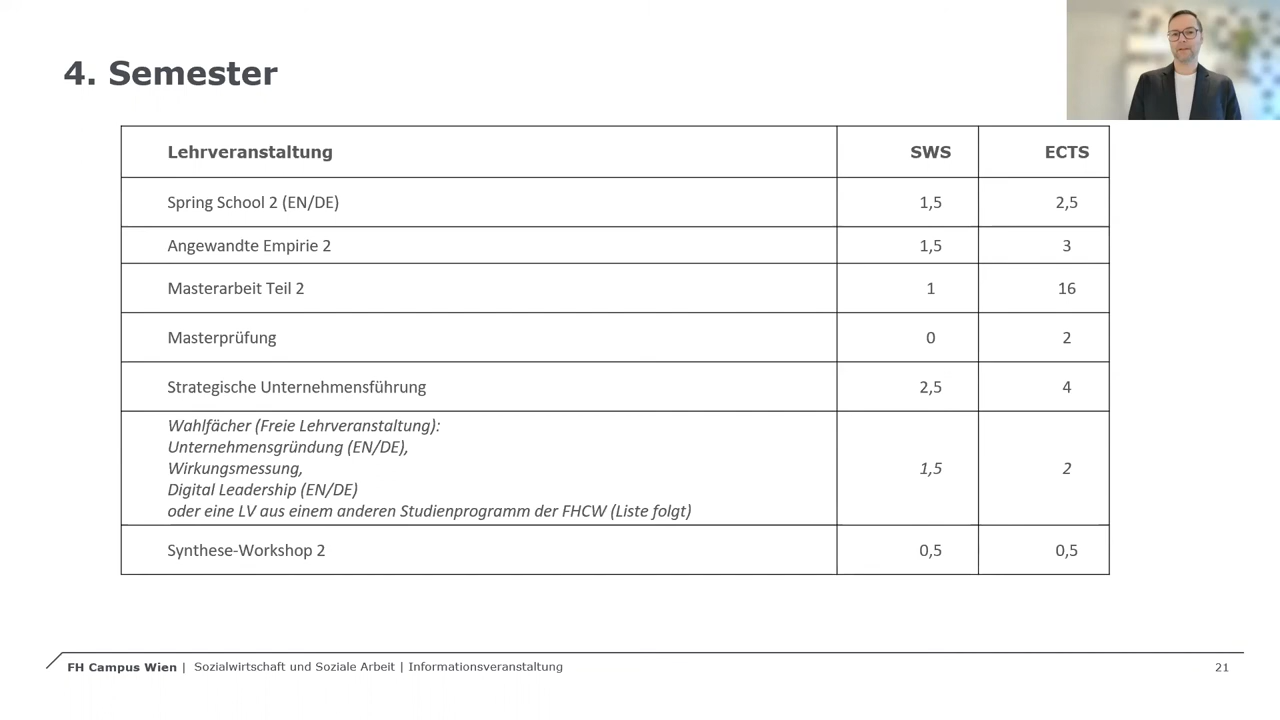 4. Semester
Lehrveranstaltung SWS ECTS
Spring School 2 (EN/DE) 1,5 2,5
Angewandte Empirie 2 1,5 3
Masterarbeit Teil 2 1 16
Masterprüfung 0 2
Strategische Unternehmensführung 2,5 4
Wahlfächer (Freie Lehrveranstaltung):
Unternehmensgründung (EN/DE),
Wirkungsmessung, 1,5 2
Digital Leadership (EN/DE)
oder eine LV aus einem anderen Studienprogramm der FHCW (Liste folgt)
Synthese-Workshop 2 0,5 0,5
FH Campus Wien | Sozialwirtschaft und Soziale Arbeit | Informationsveranstaltung 21